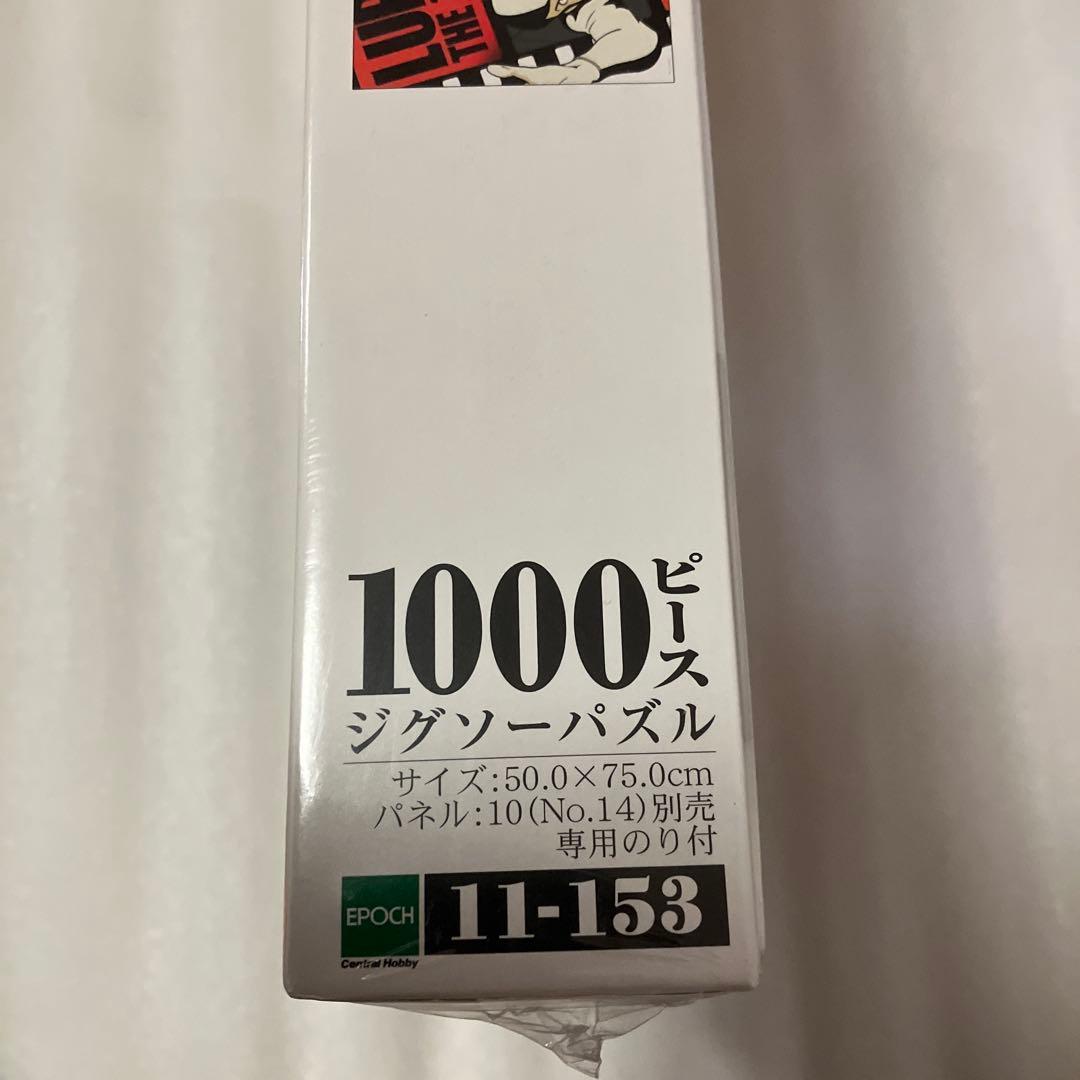 THE
1000ピース
ジグソーパズル
サイズ:50.0×75.0cm
パネル:10(No.14)別売
専用のり付
EPOCH
Central Hobby
11-153